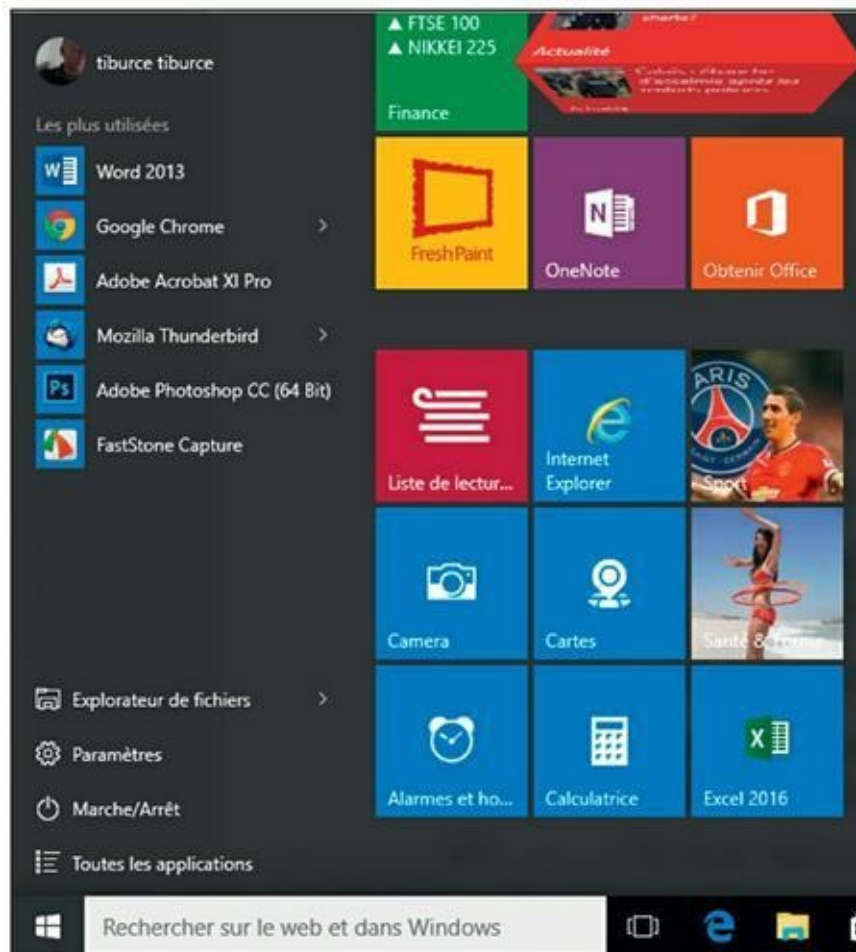 tiburce tiburce
Les plus utilisées
Word 2013
Google Chrome
Adobe Acrobat XI Pro
Mozilla Thunderbird
Adobe Photoshop CC (64 Bit)
FastStone Capture
Explorateur de fichiers
Paramètres
Marche/Arrêt
Toutes les applications
▲ FTSE 100
▲ NIKKEI 225
Finance
Actualité
Actualité
FreshPaint
OneNote
Obtenir Office
Liste de lectur...
Internet
Explorer
PARIS
Sport
Camera
Cartes
Santé & Forme
Alarmes et ho...
Calculatrice
Excel 2016
Rechercher sur le web et dans Windows